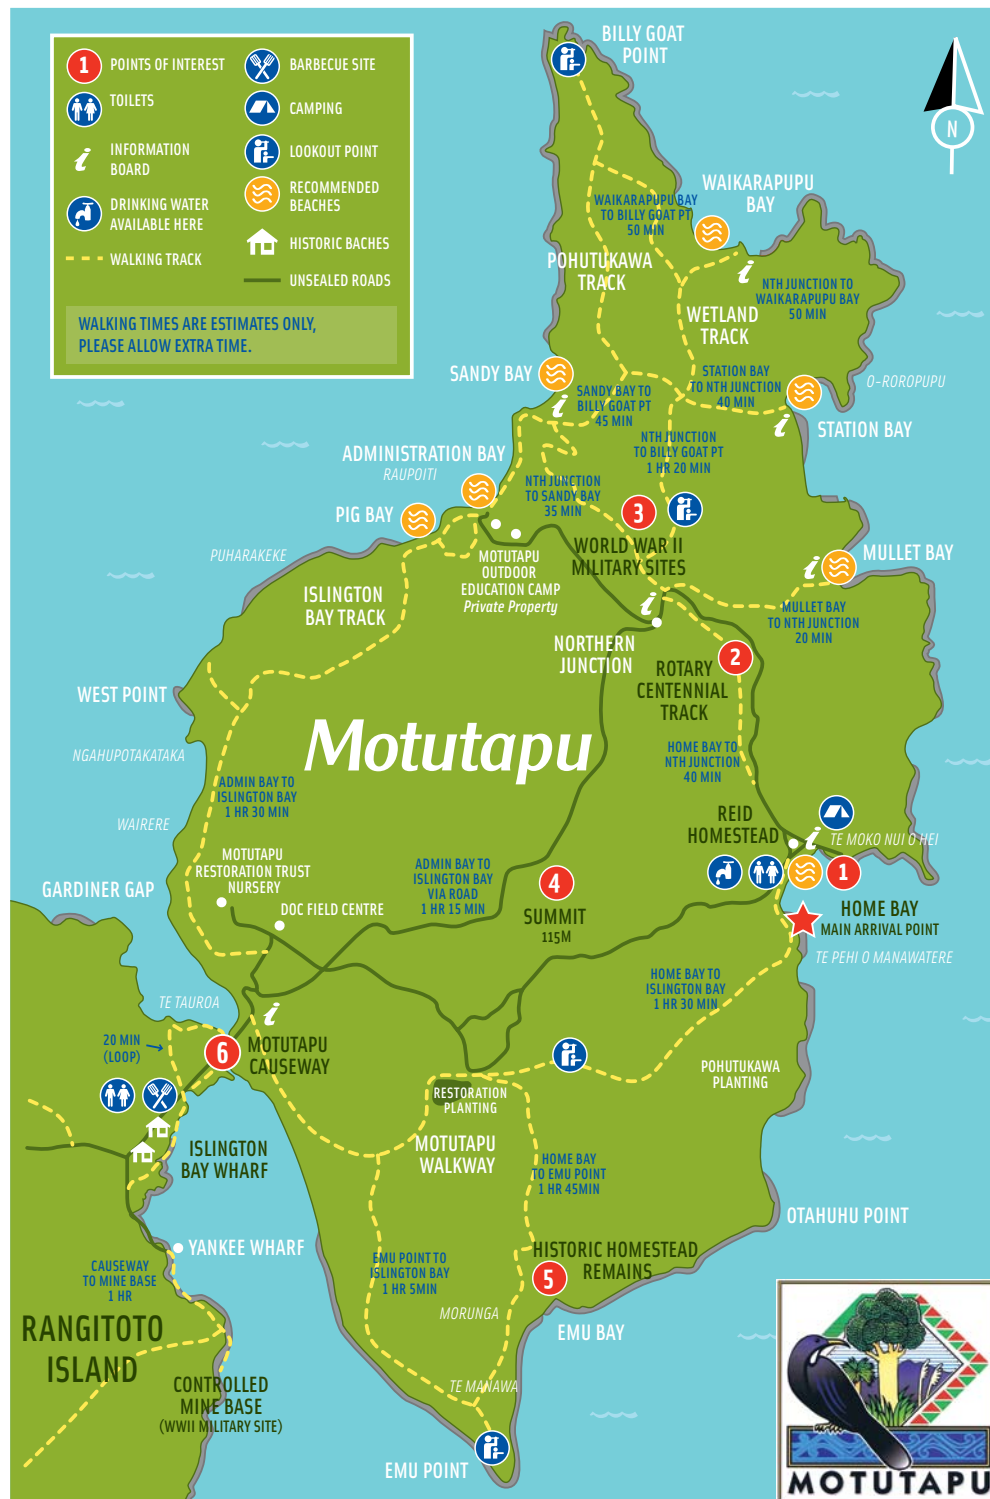 BILLY GOAT
POINT
1
POINTS OF INTEREST
BARBECUE SITE
TOILETS
CAMPING
i
INFORMATION
BOARD
LOOKOUT POINT
RECOMMENDED
BEACHES
DRINKING WATER
AVAILABLE HERE
HISTORIC BACHES
WALKING TRACK
UNSEALED ROADS
WALKING TIMES ARE ESTIMATES ONLY,
PLEASE ALLOW EXTRA TIME.
N
WAIKARAPUPU
BAY
WAIKARAPUPU BAY
TO BILLY GOAT PT
50 MIN
POHUTUKAWA
TRACK
i
NTH JUNCTION TO
WAIKARAPUPU BAY
50 MIN
WETLAND
TRACK
SANDY BAY
i
SANDY BAY TO
BILLY GOAT PT
45 MIN
STATION BAY
TO NTH JUNCTION
40 MIN
O-ROROPUPU
i
STATION BAY
ADMINISTRATION BAY
RAUPOITI
NTH JUNCTION
TO BILLY GOAT PT
1 HR 20 MIN
NTH JUNCTION
TO SANDY BAY
35 MIN
PIG BAY
3
WORLD WAR II
MILITARY SITES
PUHARAKEKE
MOTUTAPU
OUTDOOR
EDUCATION CAMP
Private Property
i
MULLET BAY
MULLET BAY
TO NTH JUNCTION
20 MIN
ISLINGTON
BAY TRACK
i
NORTHERN
JUNCTION
2
ROTARY
CENTENNIAL
TRACK
WEST POINT
Motutapu
NGAHUPOTAKATAKA
HOME BAY TO
NTH JUNCTION
40 MIN
ADMIN BAY TO
ISLINGTON BAY
1 HR 30 MIN
WAIRERE
REID
HOMESTEAD
i
TE MOKO NUI O HEI
MOTUTAPU
RESTORATION TRUST
NURSERY
ADMIN BAY TO
ISLINGTON BAY
VIA ROAD
1 HR 15 MIN
4
SUMMIT
115M
1
GARDINER GAP
DOC FIELD CENTRE
HOME BAY
MAIN ARRIVAL POINT
TE PEHI O MANAWATERE
HOME BAY TO
ISLINGTON BAY
1 HR 30 MIN
TE TAUROA
i
20 MIN
(LOOP)
6
MOTUTAPU
CAUSEWAY
POHUTUKAWA
PLANTING
RESTORATION
PLANTING
MOTUTAPU
WALKWAY
ISLINGTON
BAY WHARF
HOME BAY
TO EMU POINT
1 HR 45MIN
OTAHUHU POINT
YANKEE WHARF
CAUSEWAY
TO MINE BASE
1 HR
EMU POINT TO
ISLINGTON BAY
1 HR 5MIN
HISTORIC HOMESTEAD
REMAINS
5
MORUNGA
EMU BAY
RANGITOTO
ISLAND
CONTROLLED
MINE BASE
(WWII MILITARY SITE)
TE MANAWA
EMU POINT
MOTUTAPU